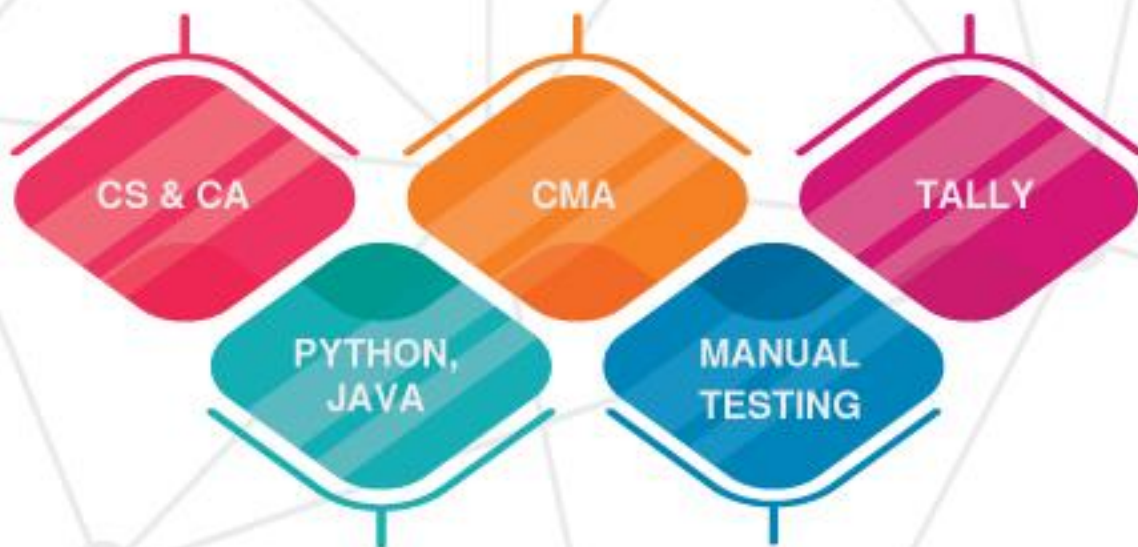 CS & CA
CMA
TALLY
PYTHON,
JAVA
MANUAL
TESTING